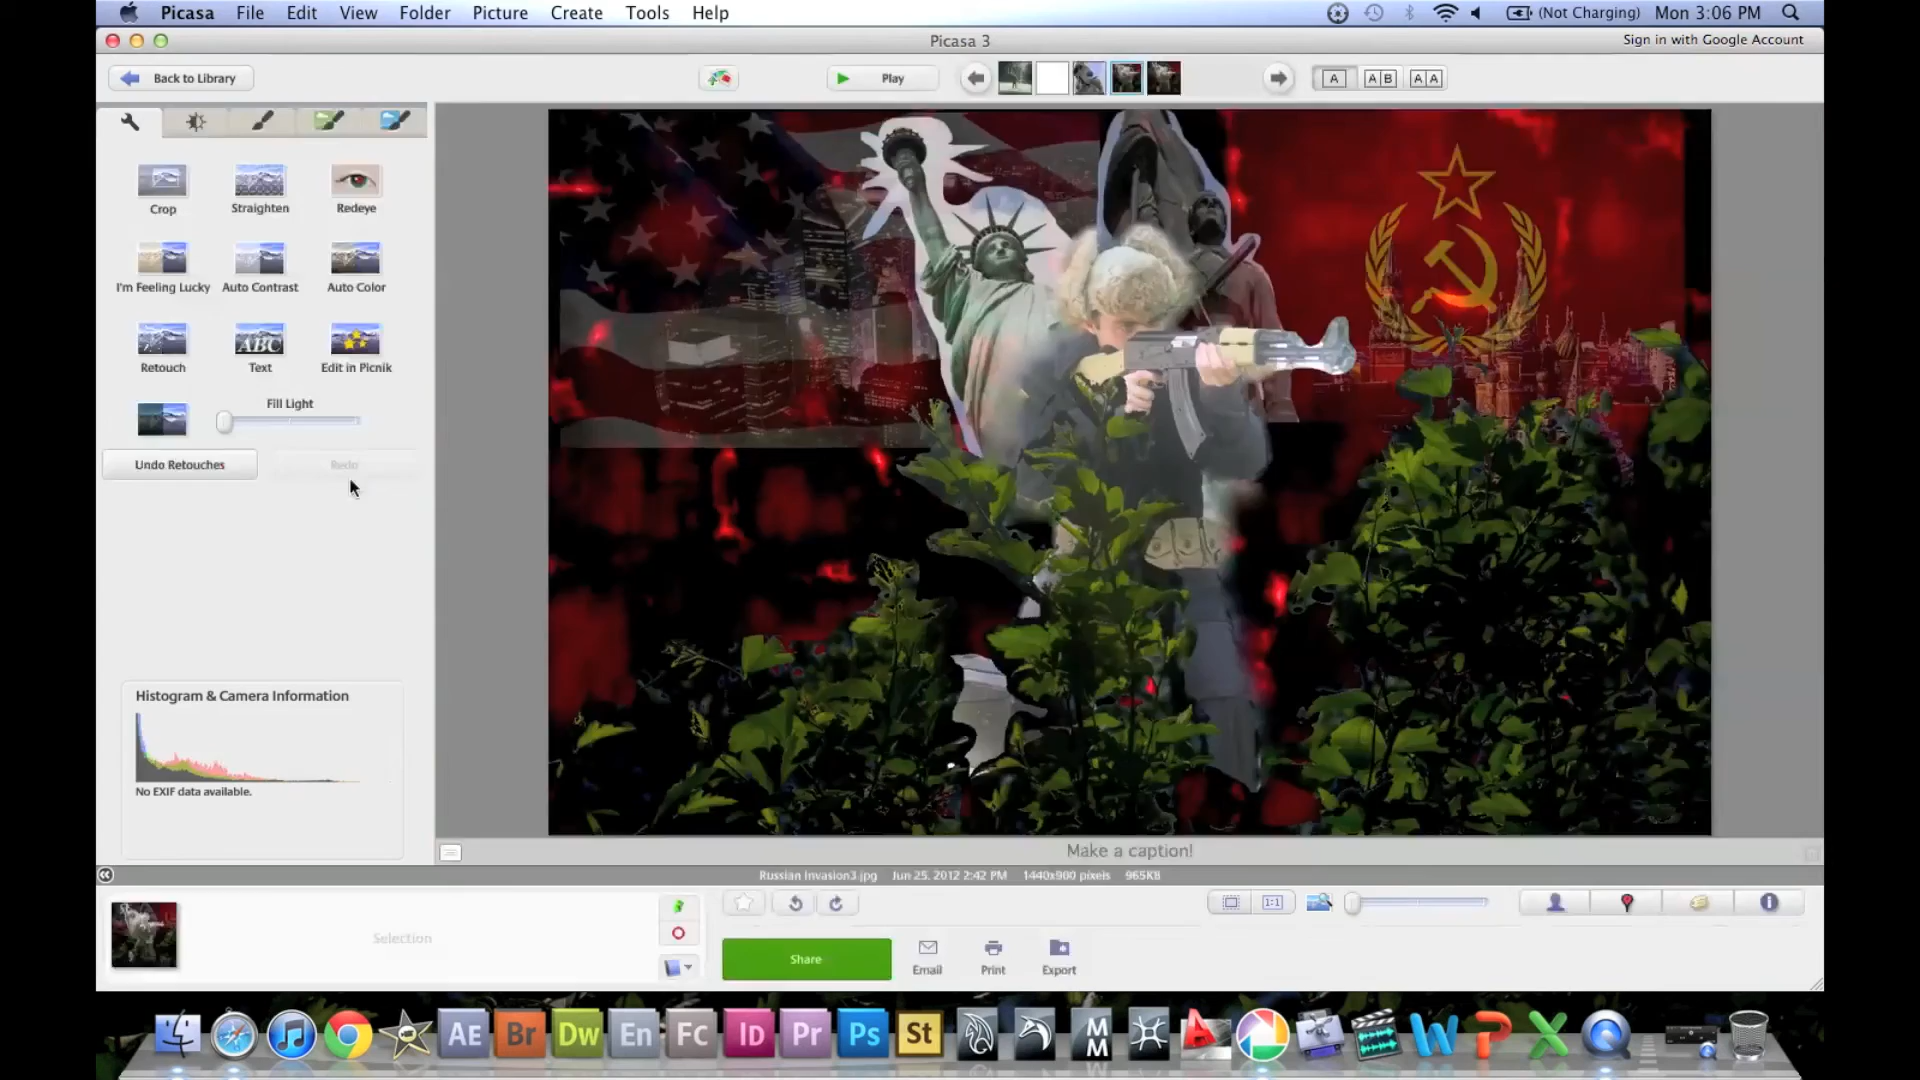 Picasa File Edit View Folder Picture Create Tools Help (Not Charging) Mon 3:06 PM
Picasa 3
Sign in with Google Account
Back to Library
Play
A AB AA
Crop Straighten Redeye
I'm Feeling Lucky Auto Contrast Auto Color
ABC
Retouch Text Edit in Picnik
Fill Light
Undo Retouches Redo
Histogram & Camera Information
No EXIF data available.
Make a caption!
Russian Invasion3.jpg Jun 25, 2012 2:42 PM 1440x900 pixels 965KB
1:1
Selection
Share
Email Print Export
AE Br Dw En Fc Id Pr Ps St M M W P X